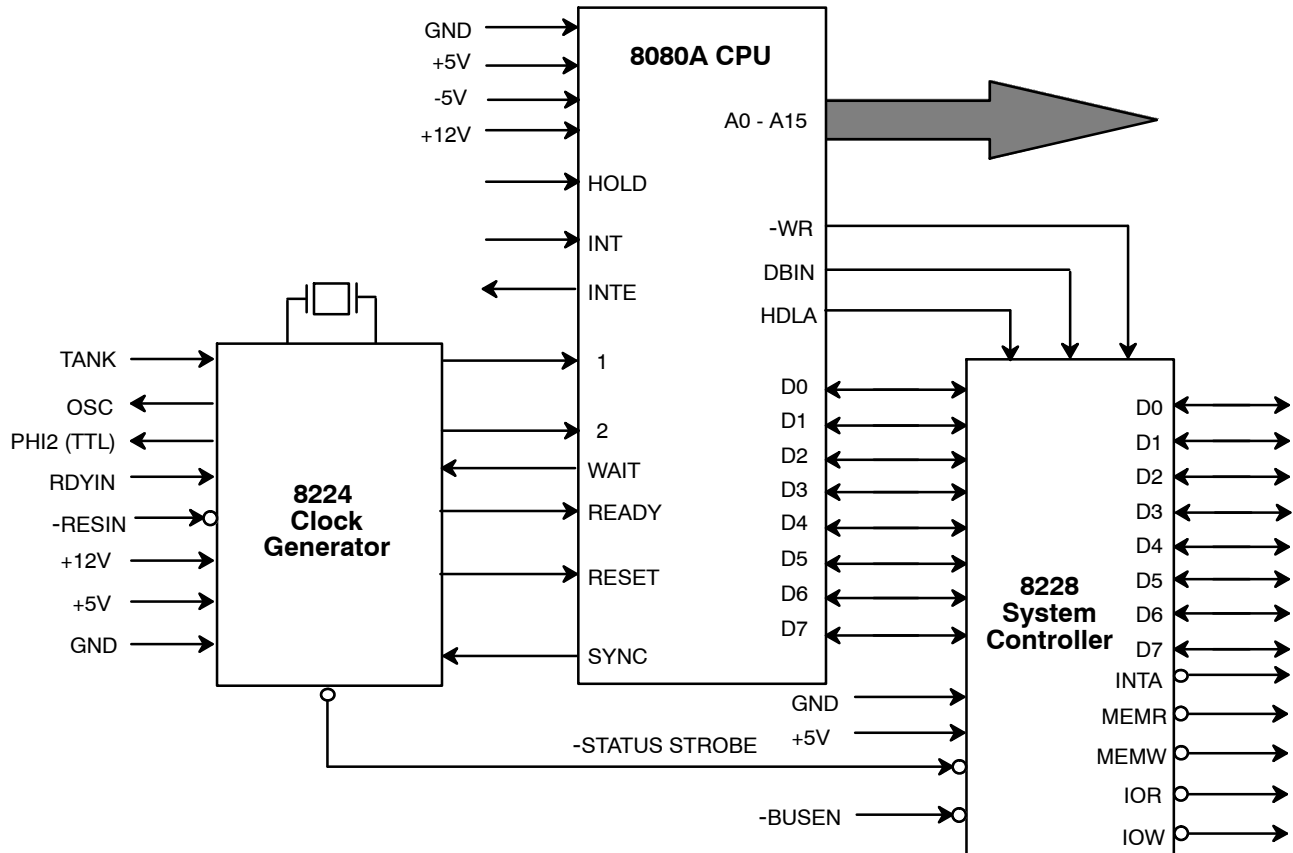 GND
+5V
-5V
+12V
HOLD
INT
INTE
1
2
WAIT
READY
RESET
SYNC
8080A CPU
A0 - A15
-WR
DBIN
HDLA
D0
D1
D2
D3
D4
D5
D6
D7
TANK
OSC
PHI2 (TTL)
RDYIN
-RESIN
+12V
+5V
GND
8224
Clock
Generator
-STATUS STROBE
GND
+5V
-BUSEN
8228
System
Controller
D0
D1
D2
D3
D4
D5
D6
D7
INTA
MEMR
MEMW
IOR
IOW